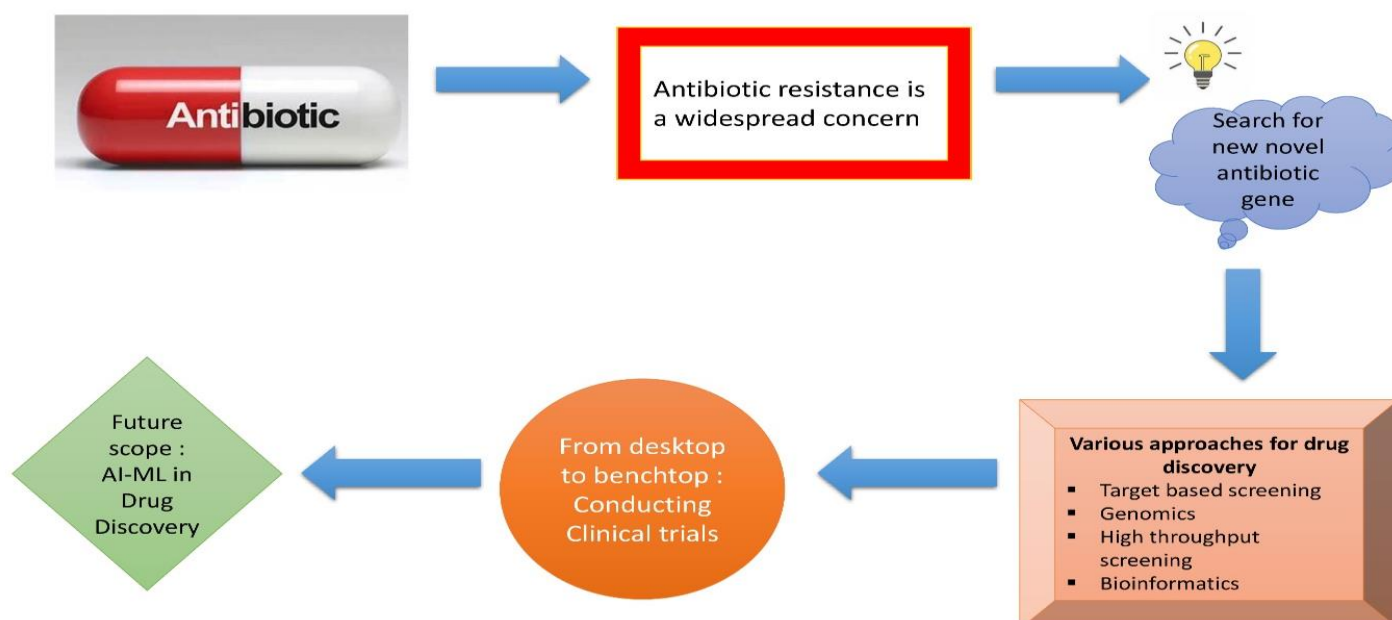 Antibiotic
Antibiotic resistance is
a widespread concern
Search for
new novel
antibiotic
gene
Various approaches for drug
discovery
▪ Target based screening
▪ Genomics
▪ High throughput
screening
▪ Bioinformatics
From desktop
to benchtop :
Conducting
Clinical trials
Future
scope :
AI-ML in
Drug
Discovery